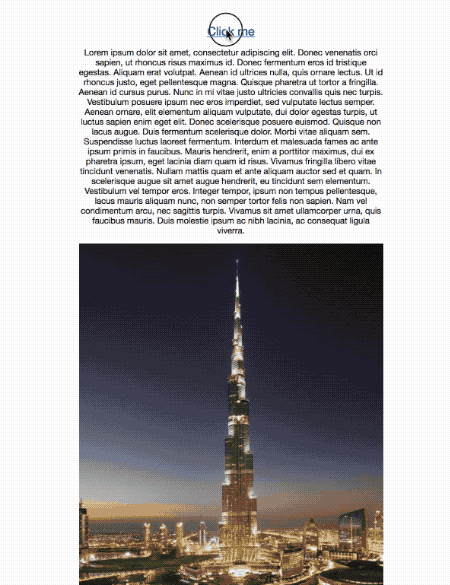 Click me
Lorem ipsum dolor sit amet, consectetur adipiscing elit. Donec venenatis orci
sapien, ut rhoncus risus maximus id. Donec fermentum eros id tristique
egestas. Aliquam erat volutpat. Aenean id ultrices nulla, quis ornare lectus. Ut id
rhoncus justo, eget pellentesque magna. Quisque pharetra ut tortor a fringilla.
Aenean id cursus purus. Nunc in mi vitae justo ultricies convallis quis nec turpis.
Vestibulum posuere ipsum nec eros imperdiet, sed vulputate lectus semper.
Aenean ornare, elit elementum aliquam vulputate, dui dolor egestas turpis, ut
luctus sapien enim eget elit. Donec scelerisque posuere euismod. Quisque non
lacus augue. Duis fermentum scelerisque dolor. Morbi vitae aliquam sem.
Suspendisse luctus laoreet fermentum. Interdum et malesuada fames ac ante
ipsum primis in faucibus. Mauris hendrerit, enim a porttitor maximus, dui ex
pharetra ipsum, eget lacinia diam quam id risus. Vivamus fringilla libero vitae
tincidunt venenatis. Nullam mattis quam et ante aliquam auctor sed et quam. In
scelerisque augue sit amet augue hendrerit, eu tincidunt sem elementum.
Vestibulum vel tempor eros. Integer tempor, ipsum non tempus pellentesque,
lacus mauris aliquam nunc, non semper tortor felis non sapien. Nam vel
condimentum arcu, nec sagittis turpis. Vivamus sit amet ullamcorper urna, quis
faucibus mauris. Duis molestie ipsum ac nibh lacinia, ac consequat ligula
viverra.